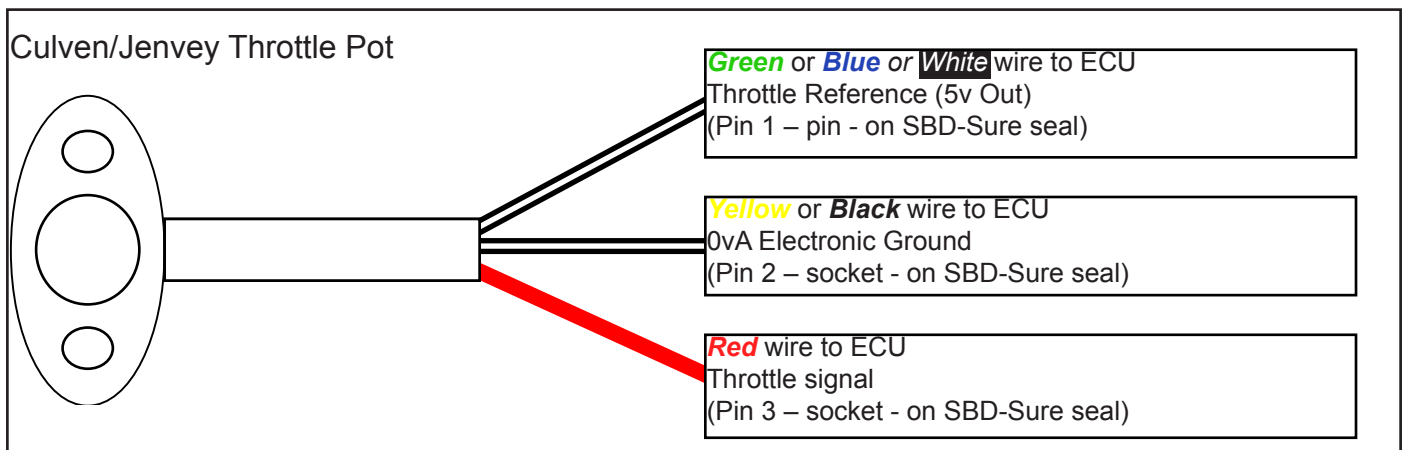 Culven/Jenvey Throttle Pot
Green or Blue or White wire to ECU
Throttle Reference (5v Out)
(Pin 1 – pin - on SBD-Sure seal)
Yellow or Black wire to ECU
0vA Electronic Ground
(Pin 2 – socket - on SBD-Sure seal)
Red wire to ECU
Throttle signal
(Pin 3 – socket - on SBD-Sure seal)